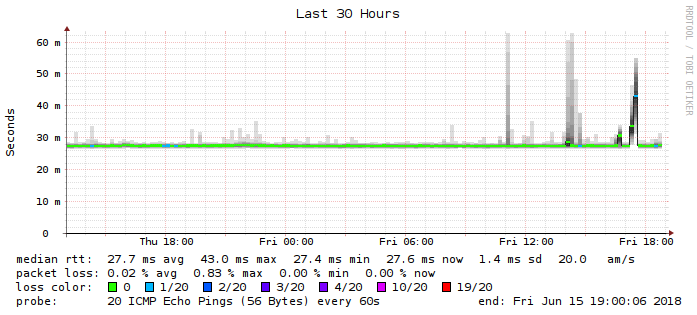 Last 30 Hours
RRDTOOL / TOBI OETIKER
Seconds
60 m
50 m
40 m
30 m
20 m
10 m
0
Thu 18:00 Fri 00:00 Fri 06:00 Fri 12:00 Fri 18:00
median rtt: 27.7 ms avg 43.0 ms max 27.4 ms min 27.6 ms now 1.4 ms sd 20.0 am/s
packet loss: 0.02 % avg 0.83 % max 0.00 % min 0.00 % now
loss color: 0 1/20 2/20 3/20 4/20 10/20 19/20
probe: 20 ICMP Echo Pings (56 Bytes) every 60s end: Fri Jun 15 19:00:06 2018